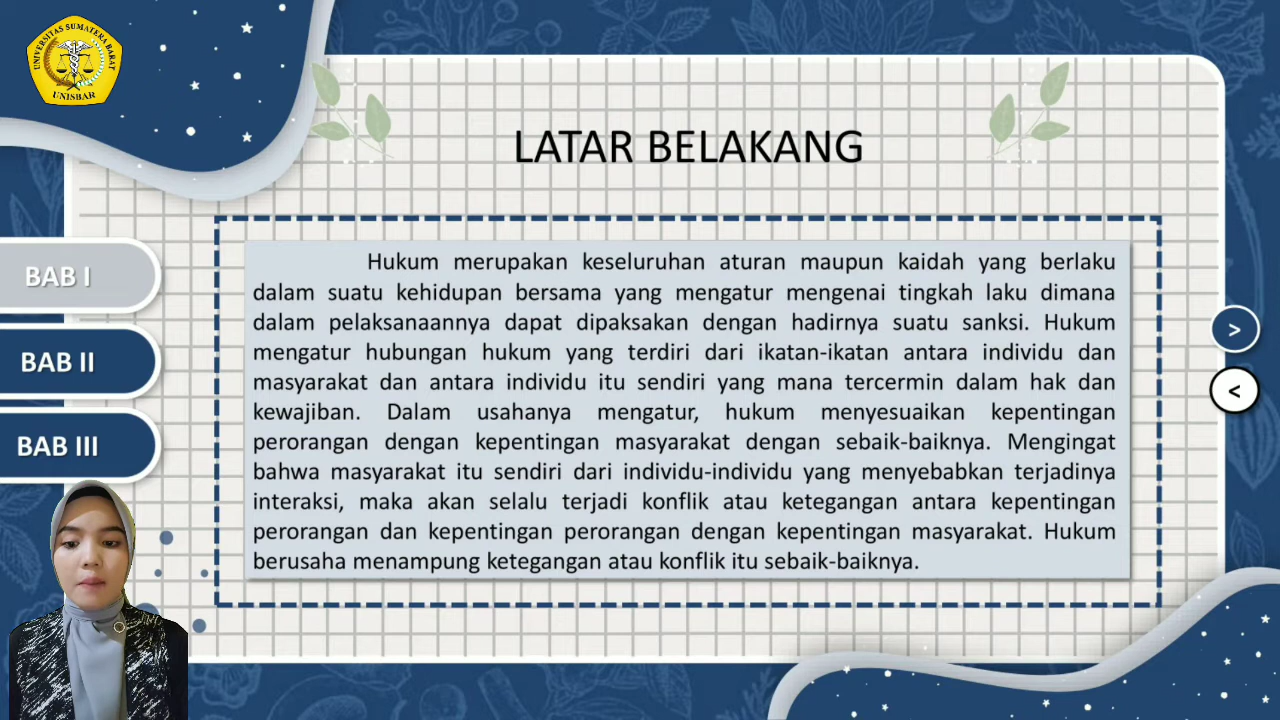 UNIVERSITAS SUMATERA BARAT
UNISBAR
LATAR BELAKANG
BAB I
BAB II
BAB III
Hukum merupakan keseluruhan aturan maupun kaidah yang berlaku
dalam suatu kehidupan bersama yang mengatur mengenai tingkah laku dimana
dalam pelaksanaannya dapat dipaksakan dengan hadirnya suatu sanksi. Hukum
mengatur hubungan hukum yang terdiri dari ikatan-ikatan antara individu dan
masyarakat dan antara individu itu sendiri yang mana tercermin dalam hak dan
kewajiban. Dalam usahanya mengatur, hukum menyesuaikan kepentingan
perorangan dengan kepentingan masyarakat dengan sebaik-baiknya. Mengingat
bahwa masyarakat itu sendiri dari individu-individu yang menyebabkan terjadinya
interaksi, maka akan selalu terjadi konflik atau ketegangan antara kepentingan
perorangan dan kepentingan perorangan dengan kepentingan masyarakat. Hukum
berusaha menampung ketegangan atau konflik itu sebaik-baiknya.
>
<